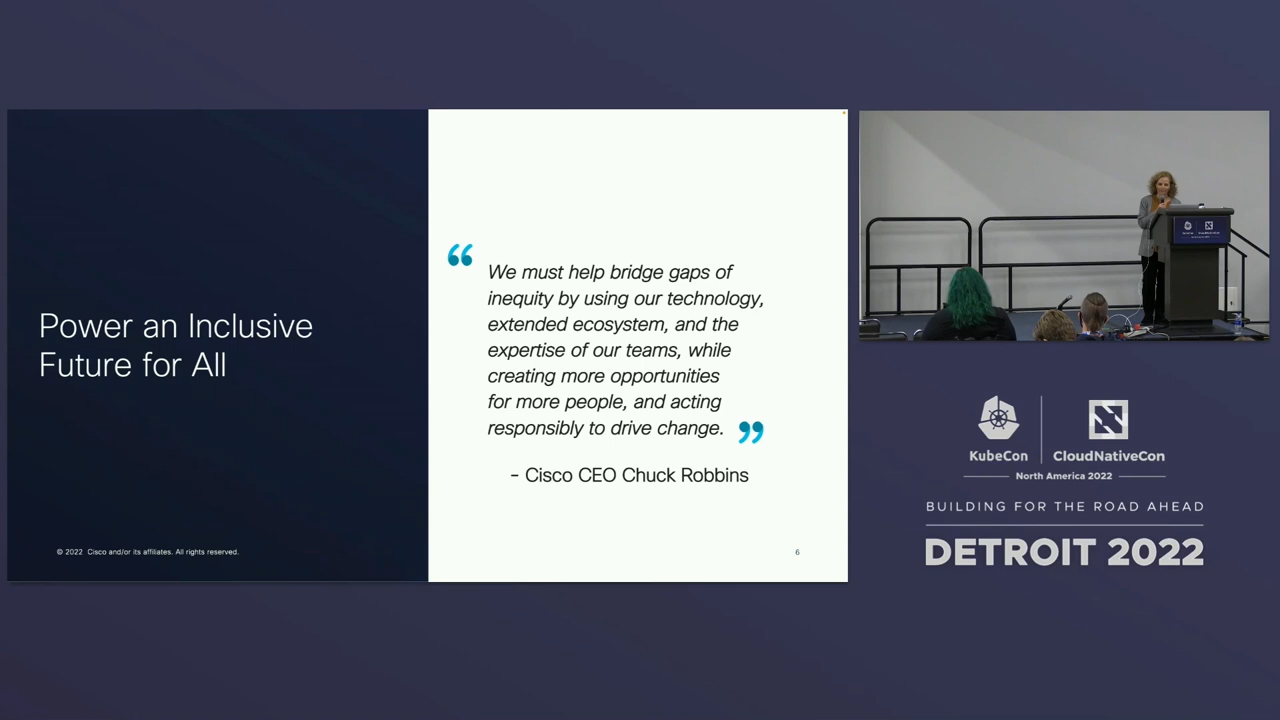 Power an Inclusive
Future for All
© 2022 Cisco and/or its affiliates. All rights reserved.
“
We must help bridge gaps of
inequity by using our technology,
extended ecosystem, and the
expertise of our teams, while
creating more opportunities
for more people, and acting
responsibly to drive change. ”
– Cisco CEO Chuck Robbins
6
KubeCon
CloudNativeCon
North America 2022
BUILDING FOR THE ROAD AHEAD
DETROIT 2022